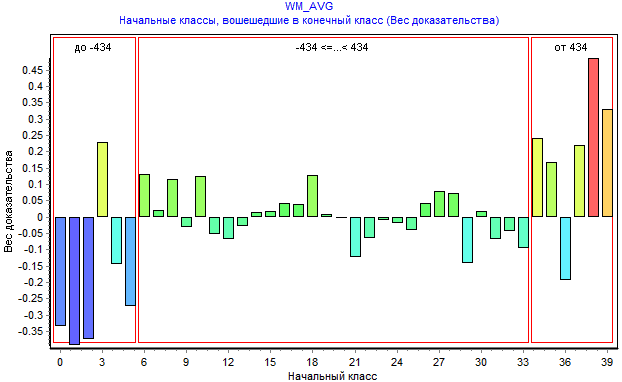 WM_AVG
Начальные классы, вошешедшие в конечный класс (Вес доказательства)
до -434
-434 <=...< 434
от 434
Вес доказательства
0.45
0.4
0.35
0.3
0.25
0.2
0.15
0.1
0.05
0
-0.05
-0.1
-0.15
-0.2
-0.25
-0.3
-0.35
0 3 6 9 12 15 18 21 24 27 30 33 36 39
Начальный класс